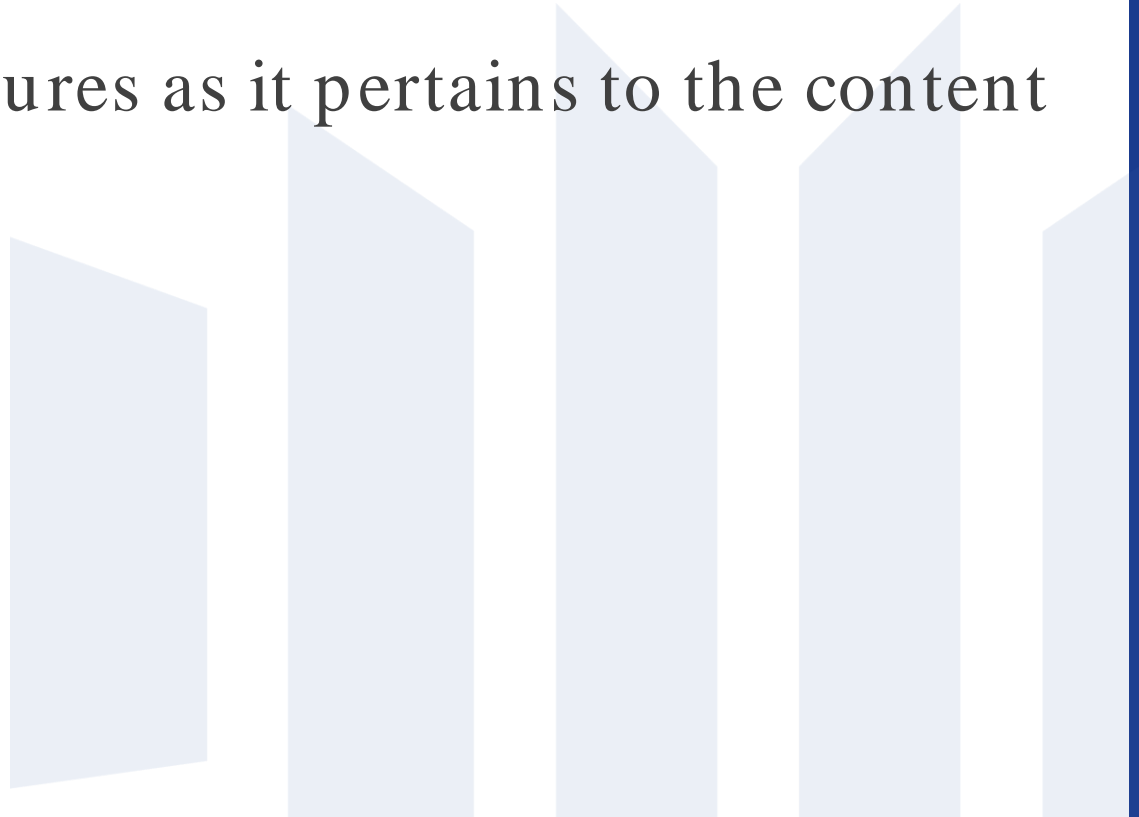 ures as it pertains to the content